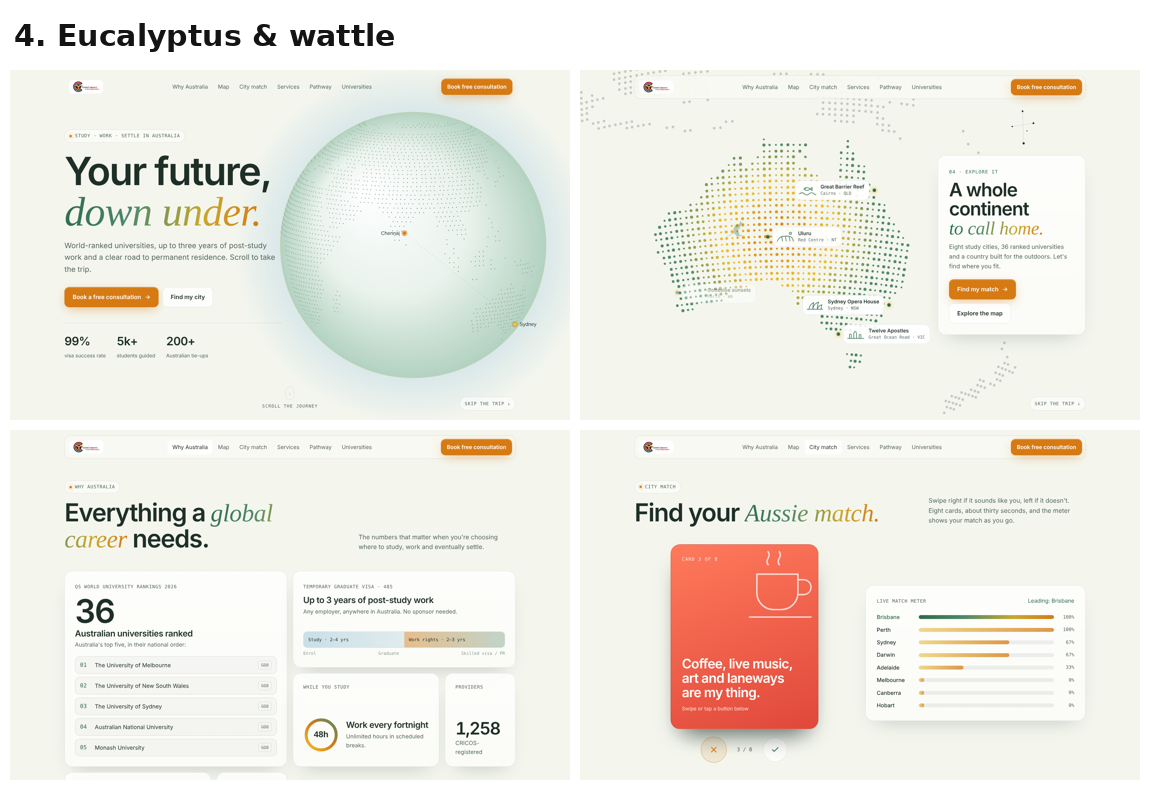 4. Eucalyptus & wattle
Why Australia Map City match Services Pathway Universities
Book free consultation
STUDY · WORK · SETTLE IN AUSTRALIA
Your future,
down under.
World-ranked universities, up to three years of post-study
work and a clear road to permanent residence. Scroll to take
the trip.
Book a free consultation →
Find my city
99%
visa success rate
5k+
students guided
200+
Australian tie-ups
Chennai
Sydney
SCROLL THE JOURNEY
SKIP THE TRIP ↓
Why Australia Map City match Services Pathway Universities
Book free consultation
Great Barrier Reef
Cairns · QLD
Uluru
Red Centre · NT
Sydney Opera House
Sydney · NSW
Twelve Apostles
Great Ocean Road · VIC
04 · EXPLORE IT
A whole
continent
to call home.
Eight study cities, 36 ranked universities
and a country built for the outdoors. Let's
find where you fit.
Find my match →
Explore the map
SKIP THE TRIP ↓
Why Australia Map City match Services Pathway Universities
Book free consultation
WHY AUSTRALIA
Everything a global
career needs.
The numbers that matter when you're choosing
where to study, work and eventually settle.
QS WORLD UNIVERSITY RANKINGS 2026
36
Australian universities ranked
Australia's top five, in their national order:
01 The University of Melbourne GO8
02 The University of New South Wales GO8
03 The University of Sydney GO8
04 Australian National University GO8
05 Monash University GO8
TEMPORARY GRADUATE VISA · 485
Up to 3 years of post-study work
Any employer, anywhere in Australia. No sponsor needed.
Study · 2–4 yrs
Work rights · 2–3 yrs
Enrol
Graduate
Skilled visa / PR
WHILE YOU STUDY
48h
Work every fortnight
Unlimited hours in scheduled
breaks.
PROVIDERS
1,258
CRICOS-
registered
Why Australia Map City match Services Pathway Universities
Book free consultation
CITY MATCH
Find your Aussie match.
Swipe right if it sounds like you, left if it doesn't.
Eight cards, about thirty seconds, and the meter
shows your match as you go.
CARD 3 OF 8
Coffee, live music,
art and laneways
are my thing.
Swipe or tap a button below
3 / 8
LIVE MATCH METER
Leading: Brisbane
Brisbane 100%
Perth 100%
Sydney 67%
Darwin 67%
Adelaide 33%
Melbourne 0%
Canberra 0%
Hobart 0%